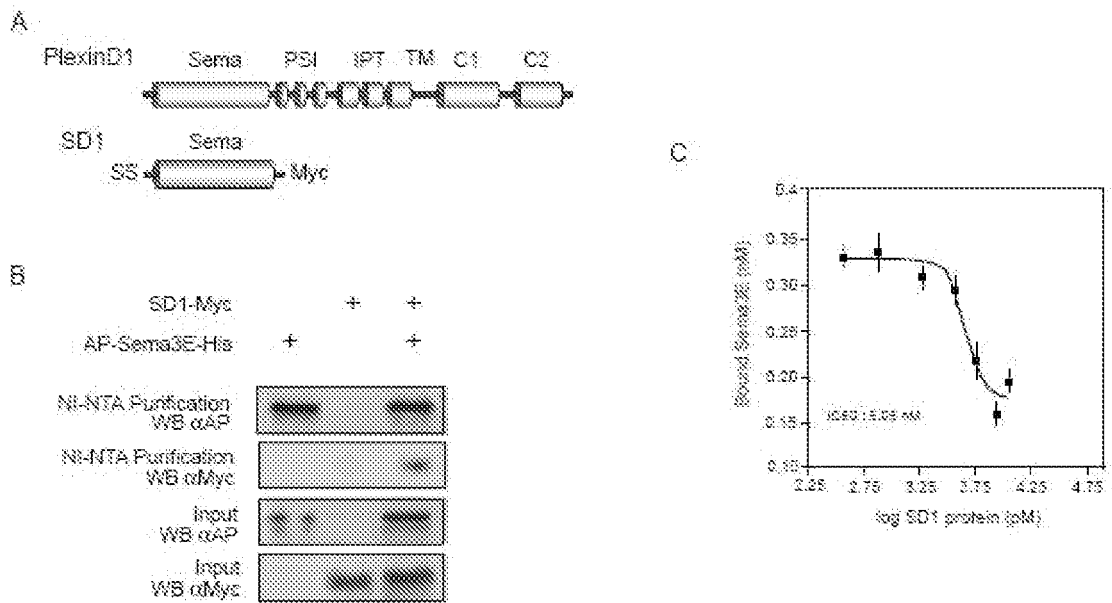 A
PlexinD1 Sema PSI IPT TM C1 C2
SD1 Sema
SS Myc
B
SD1-Myc + +
AP-Sema3E-His + +
NI-NTA Purification
WB αAP
NI-NTA Purification
WB αMyc
Input
WB αAP
Input
WB αMyc
C
Bound Sema3E (nM)
0.4
0.35
0.30
0.25
0.20
0.15
0.10
2.25 2.75 3.25 3.75 4.25 4.75
log SD1 protein (pM)